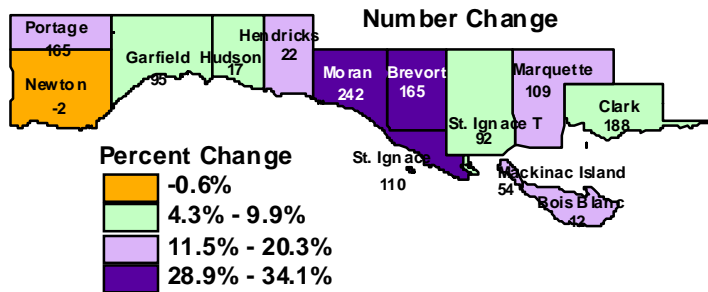 Number Change
Portage
165
Newton
-2
Garfield
95
Hudson
17
Hendricks
22
Moran
242
Brevort
165
St. Ignace T
92
Marquette
109
Clark
188
St. Ignace
110
Mackinac Island
54
Bois Blanc
42
Percent Change
-0.6%
4.3% - 9.9%
11.5% - 20.3%
28.9% - 34.1%